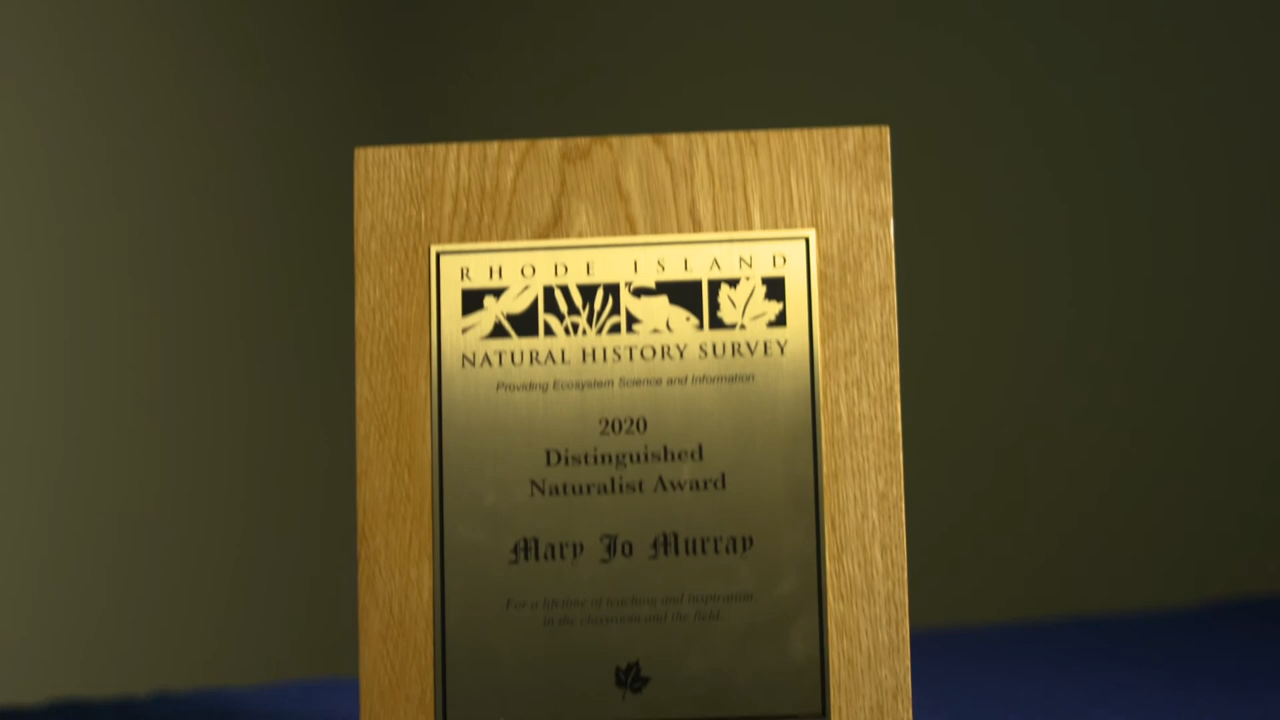 RHODE ISLAND
NATURAL HISTORY SURVEY
Providing Ecosystem Science and Information
2020
Distinguished
Naturalist Award
Mary Jo Murray
For a lifetime of teaching and inspiration
in the classroom and the field.